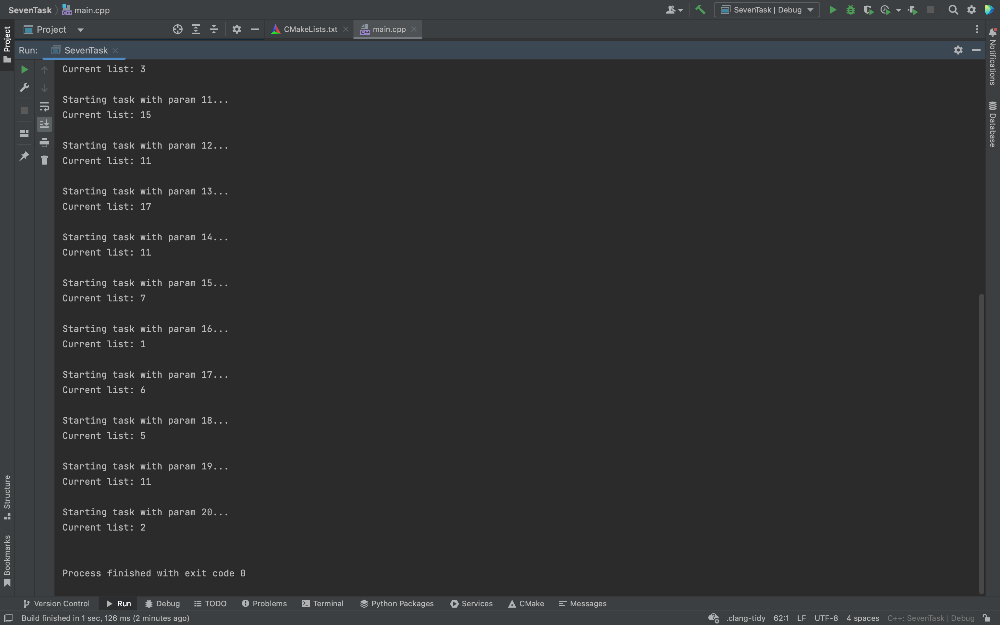 SevenTask main.cpp SevenTask | Debug
Project CMakeLists.txt main.cpp
Run: SevenTask
Current list: 3
Starting task with param 11...
Current list: 15
Starting task with param 12...
Current list: 11
Starting task with param 13...
Current list: 17
Starting task with param 14...
Current list: 11
Starting task with param 15...
Current list: 7
Starting task with param 16...
Current list: 1
Starting task with param 17...
Current list: 6
Starting task with param 18...
Current list: 5
Starting task with param 19...
Current list: 11
Starting task with param 20...
Current list: 2
Process finished with exit code 0
Project
Structure
Bookmarks
Notifications
Database
Version Control Run Debug TODO Problems Terminal Python Packages Services CMake Messages
Build finished in 1 sec, 126 ms (2 minutes ago) .clang-tidy 62:1 LF UTF-8 4 spaces C++: SevenTask | Debug